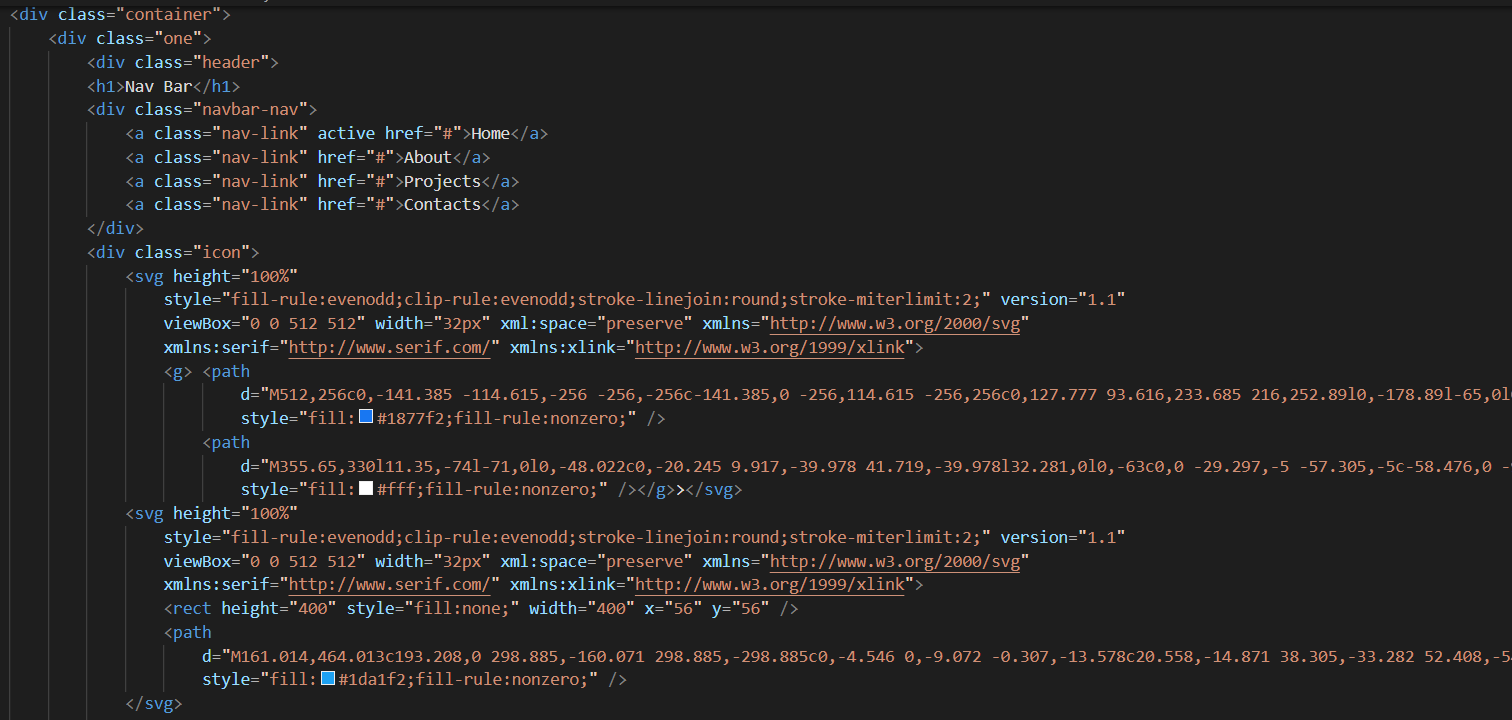 <div class="container">
<div class="one">
<div class="header">
<h1>Nav Bar</h1>
<div class="navbar-nav">
<a class="nav-link" active href="#">Home</a>
<a class="nav-link" href="#">About</a>
<a class="nav-link" href="#">Projects</a>
<a class="nav-link" href="#">Contacts</a>
</div>
<div class="icon">
<svg height="100%"
style="fill-rule:evenodd;clip-rule:evenodd;stroke-linejoin:round;stroke-miterlimit:2;" version="1.1"
viewBox="0 0 512 512" width="32px" xml:space="preserve" xmlns="http://www.w3.org/2000/svg"
xmlns:serif="http://www.serif.com/" xmlns:xlink="http://www.w3.org/1999/xlink">
<g> <path
d="M512,256c0,-141.385 -114.615,-256 -256,-256c-141.385,0 -256,114.615 -256,256c0,127.777 93.616,233.685 216,252.89l0,-178.89l-65,0l
style="fill:#1877f2;fill-rule:nonzero;" />
<path
d="M355.65,330l11.35,-74l-71,0l0,-48.022c0,-20.245 9.917,-39.978 41.719,-39.978l32.281,0l0,-63c0,0 -29.297,-5 -57.305,-5c-58.476,0 -
style="fill:#fff;fill-rule:nonzero;" /></g>></svg>
<svg height="100%"
style="fill-rule:evenodd;clip-rule:evenodd;stroke-linejoin:round;stroke-miterlimit:2;" version="1.1"
viewBox="0 0 512 512" width="32px" xml:space="preserve" xmlns="http://www.w3.org/2000/svg"
xmlns:serif="http://www.serif.com/" xmlns:xlink="http://www.w3.org/1999/xlink">
<rect height="400" style="fill:none;" width="400" x="56" y="56" />
<path
d="M161.014,464.013c193.208,0 298.885,-160.071 298.885,-298.885c0,-4.546 0,-9.072 -0.307,-13.578c20.558,-14.871 38.305,-33.282 52.408,-5
style="fill:#1da1f2;fill-rule:nonzero;" />
</svg>